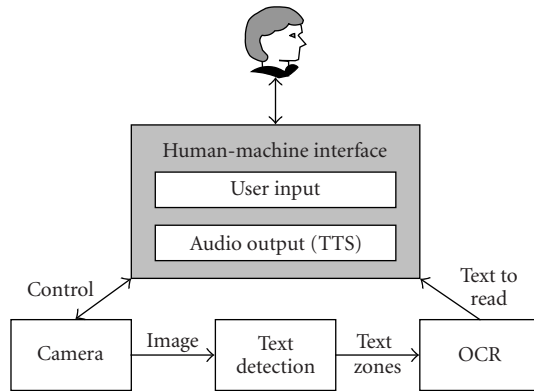 Human-machine interface
User input
Audio output (TTS)
Control
Text to
read
Camera
Image
Text
detection
Text
zones
OCR